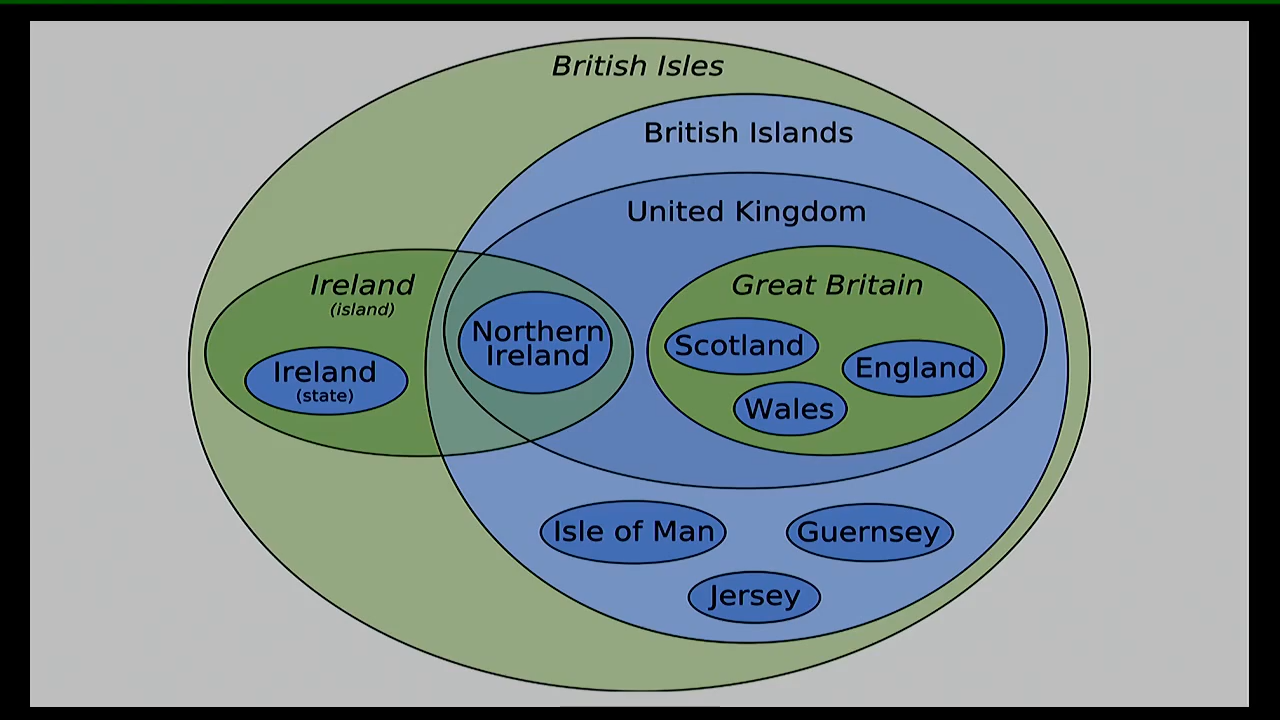 British Isles
British Islands
United Kingdom
Ireland
(island)
Great Britain
Northern
Ireland
Scotland
England
Ireland
(state)
Wales
Isle of Man
Guernsey
Jersey